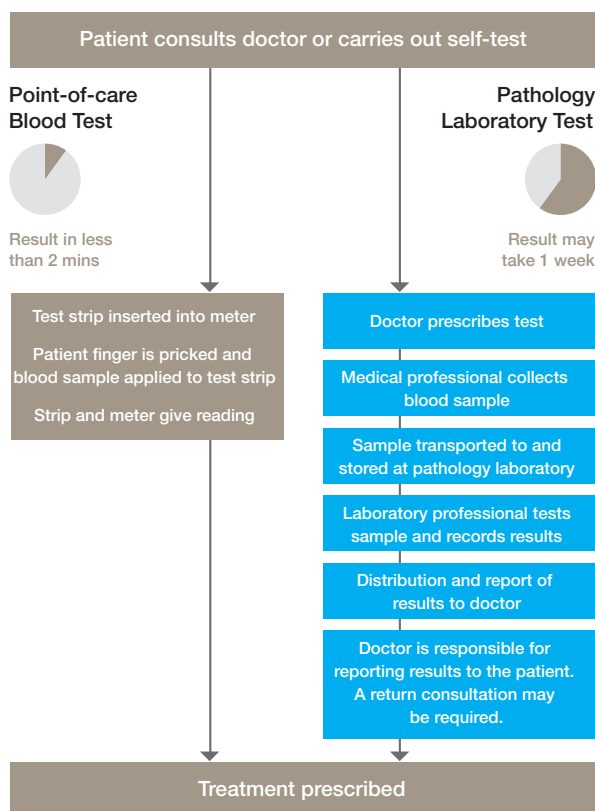 Patient consults doctor or carries out self-test
Point-of-care
Blood Test
Result in less
than 2 mins
Pathology
Laboratory Test
Result may
take 1 week
Test strip inserted into meter
Patient finger is pricked and
blood sample applied to test strip
Strip and meter give reading
Doctor prescribes test
Medical professional collects
blood sample
Sample transported to and
stored at pathology laboratory
Laboratory professional tests
sample and records results
Distribution and report of
results to doctor
Doctor is responsible for
reporting results to the patient.
A return consultation may
be required.
Treatment prescribed